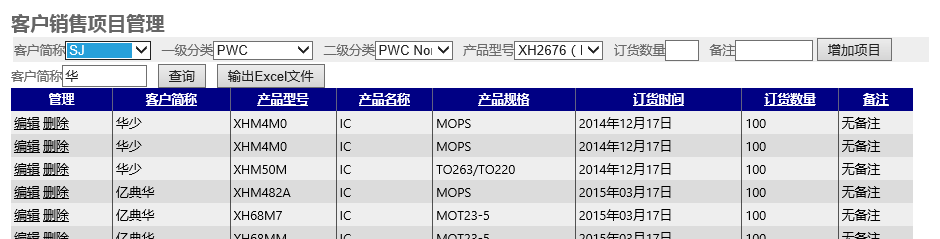 客户销售项目管理
客户简称 SJ 一级分类 PWC 二级分类 PWC Nor 产品型号 XH2676 ( 订货数量 备注 增加项目
客户简称 华 查询 输出Excel文件
管理 客户简称 产品型号 产品名称 产品规格 订货时间 订货数量 备注
编辑 删除 华少 XHM4M0 IC MOPS 2014年12月17日 100 无备注
编辑 删除 华少 XHM4M0 IC MOPS 2014年12月17日 100 无备注
编辑 删除 华少 XHM50M IC TO263/TO220 2014年12月17日 100 无备注
编辑 删除 亿典华 XHM482A IC MOPS 2015年03月17日 100 无备注
编辑 删除 亿典华 XH68M7 IC MOT23-5 2015年03月17日 100 无备注
编辑 删除 亿典华 XH68MM IC MOT23-5 2015年03月17日 100 无备注